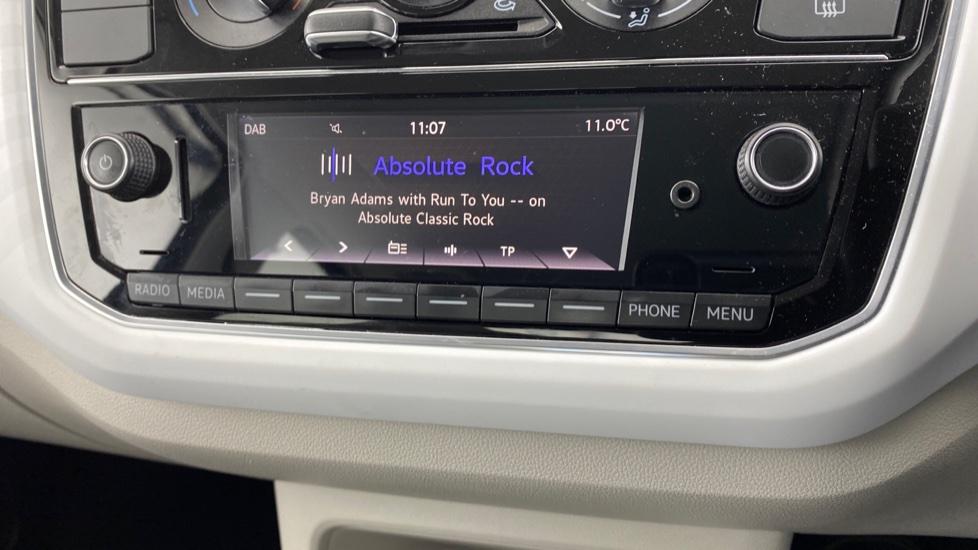 DAB 11:07 11.0°C
Absolute Rock
Bryan Adams with Run To You -- on
Absolute Classic Rock
TP
RADIO MEDIA PHONE MENU